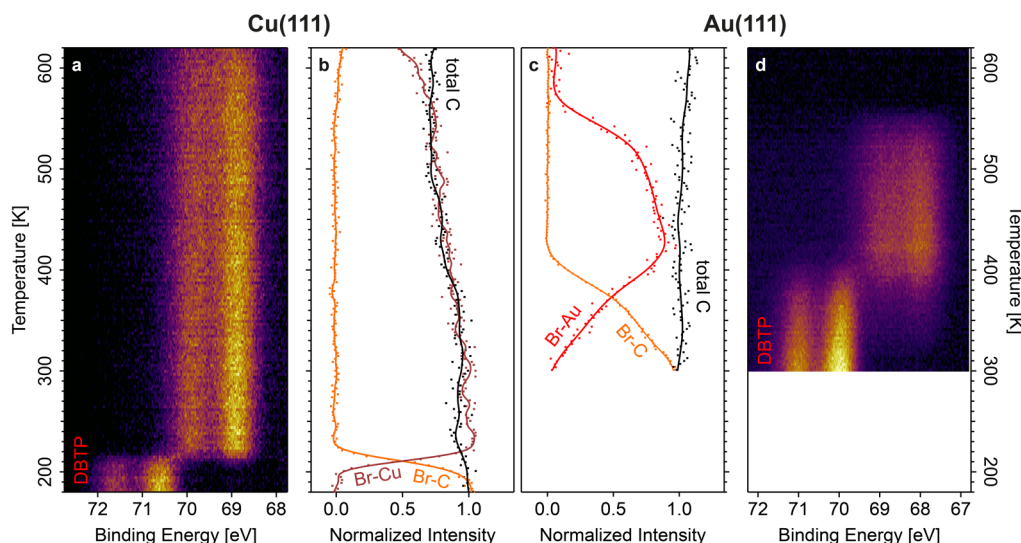 Cu(111)
Au(111)
a
b
c
d
600
500
400
300
200
Temperature [K]
DBTP
total C
Br-Cu
Br-C
total C
Br-Au
Br-C
DBTP
600
500
400
300
200
Temperature [K]
72 71 70 69 68
0.0 0.5 1.0
0.0 0.5 1.0
72 71 70 69 68 67
Binding Energy [eV]
Normalized Intensity
Normalized Intensity
Binding Energy [eV]